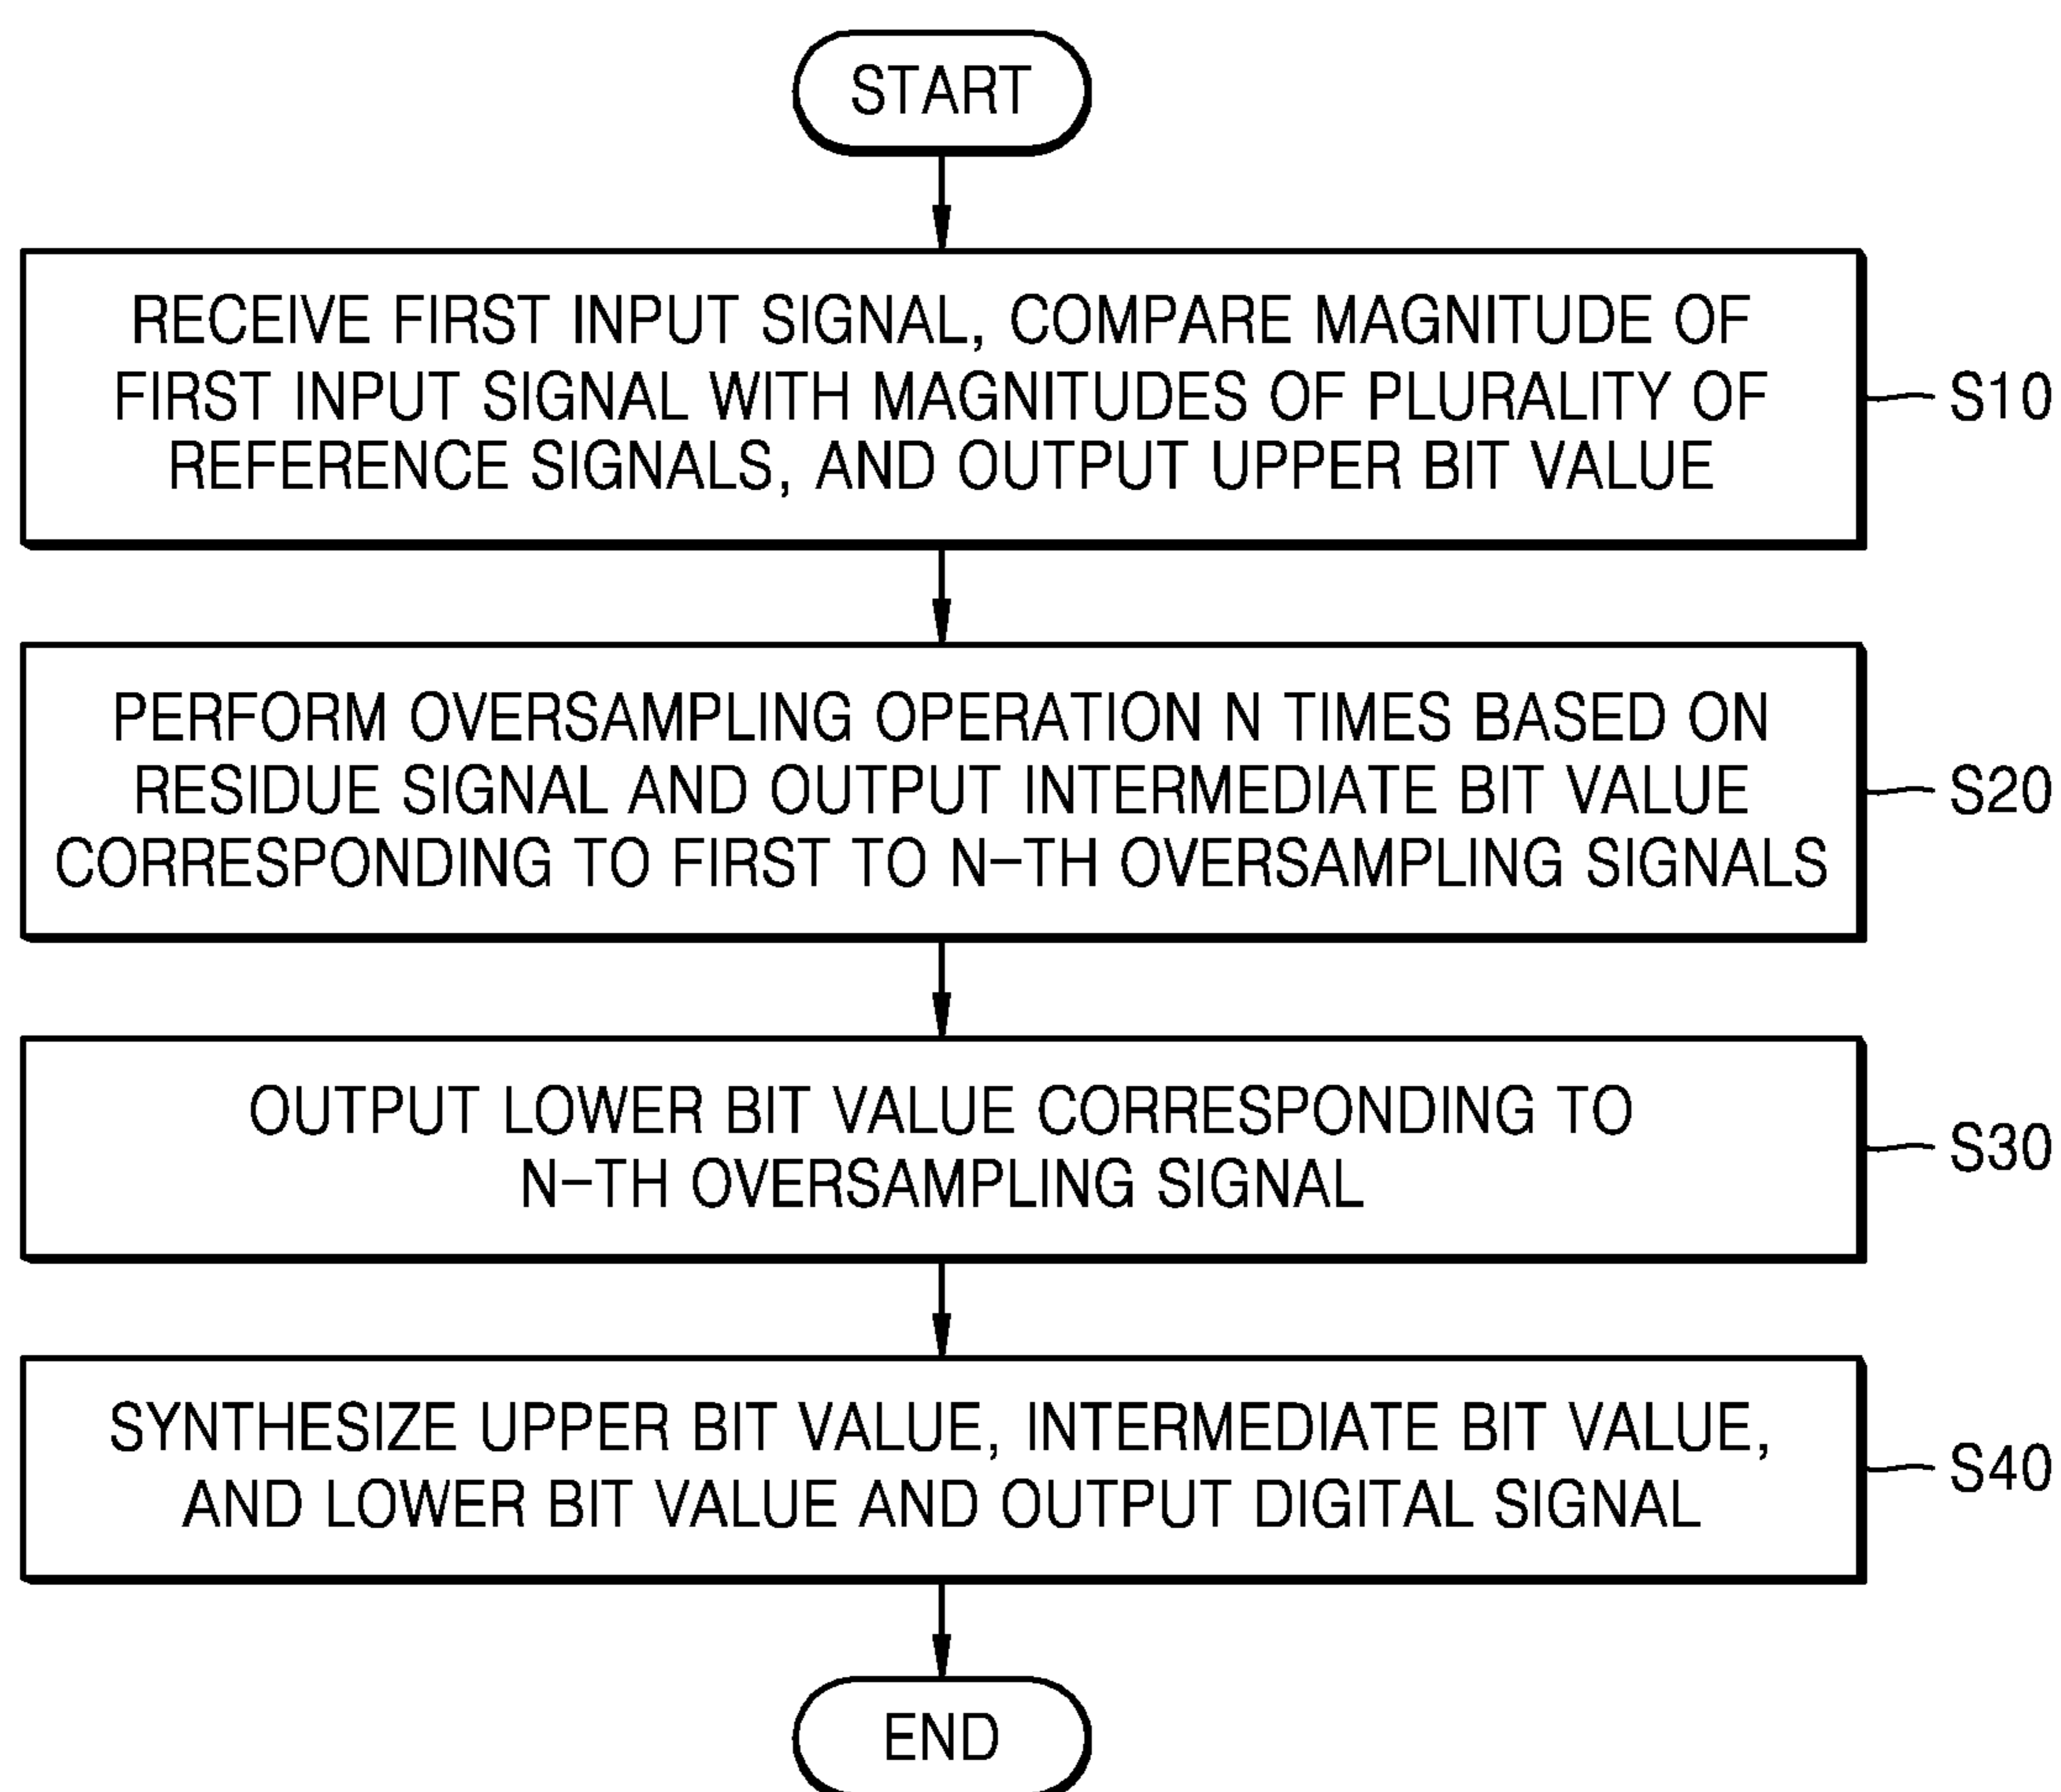 START
RECEIVE FIRST INPUT SIGNAL, COMPARE MAGNITUDE OF
FIRST INPUT SIGNAL WITH MAGNITUDES OF PLURALITY OF
REFERENCE SIGNALS, AND OUTPUT UPPER BIT VALUE
S10
PERFORM OVERSAMPLING OPERATION N TIMES BASED ON
RESIDUE SIGNAL AND OUTPUT INTERMEDIATE BIT VALUE
CORRESPONDING TO FIRST TO N-TH OVERSAMPLING SIGNALS
S20
OUTPUT LOWER BIT VALUE CORRESPONDING TO
N-TH OVERSAMPLING SIGNAL
S30
SYNTHESIZE UPPER BIT VALUE, INTERMEDIATE BIT VALUE,
AND LOWER BIT VALUE AND OUTPUT DIGITAL SIGNAL
S40
END